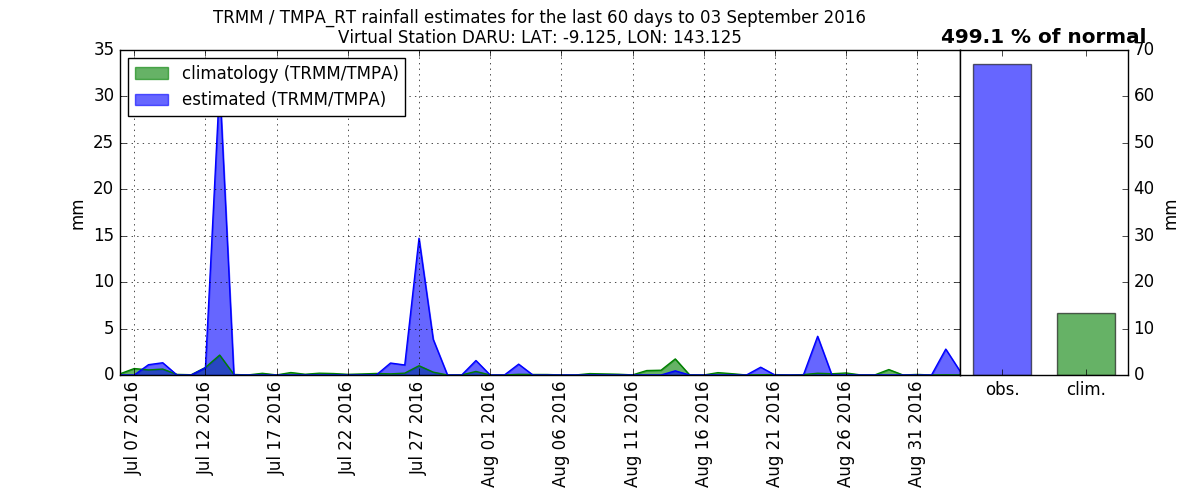 TRMM / TMPA_RT rainfall estimates for the last 60 days to 03 September 2016
Virtual Station DARU: LAT: -9.125, LON: 143.125
499.1 % of normal
climatology (TRMM/TMPA)
estimated (TRMM/TMPA)
35
30
25
20
15
10
5
0
mm
70
60
50
40
30
20
10
0
mm
Jul 07 2016
Jul 12 2016
Jul 17 2016
Jul 22 2016
Jul 27 2016
Aug 01 2016
Aug 06 2016
Aug 11 2016
Aug 16 2016
Aug 21 2016
Aug 26 2016
Aug 31 2016
obs.
clim.